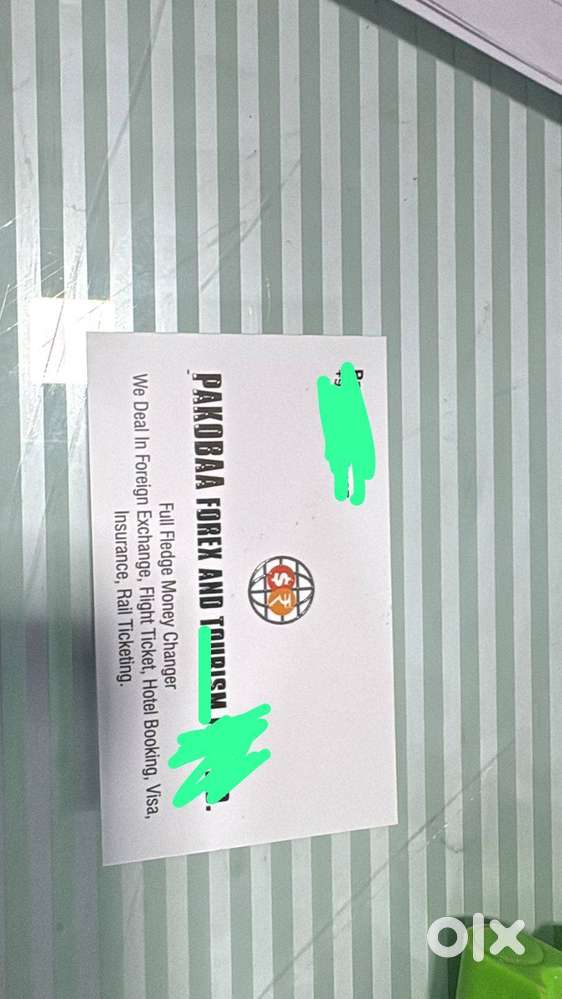 PAKOBAA FOREX AND TOURISM
Full Fledge Money Changer
We Deal In Foreign Exchange, Flight Ticket, Hotel Booking, Visa,
Insurance, Rail Ticketing.
$₹
olx